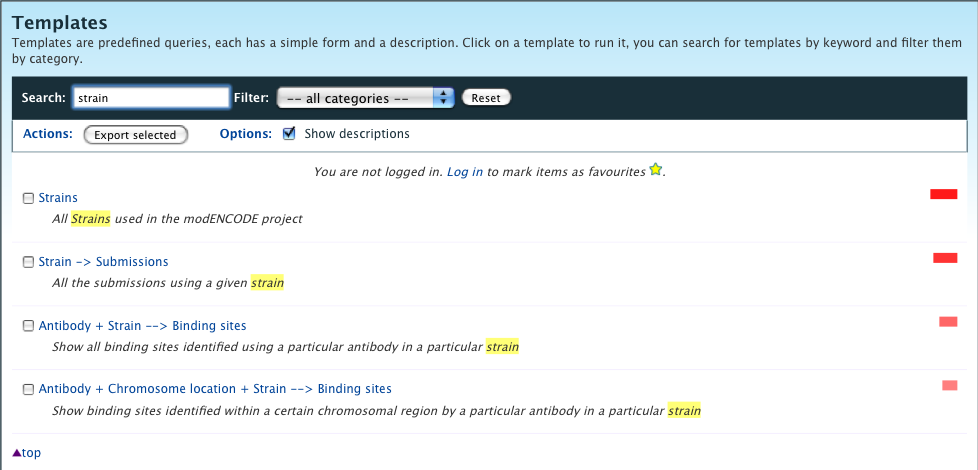 Templates
Templates are predefined queries, each has a simple form and a description. Click on a template to run it, you can search for templates by keyword and filter them
by category.
Search: strain Filter: -- all categories -- Reset
Actions: Export selected Options: Show descriptions
You are not logged in. Log in to mark items as favourites .
Strains
All Strains used in the modENCODE project
Strain -> Submissions
All the submissions using a given strain
Antibody + Strain --> Binding sites
Show all binding sites identified using a particular antibody in a particular strain
Antibody + Chromosome location + Strain --> Binding sites
Show binding sites identified within a certain chromosomal region by a particular antibody in a particular strain
top